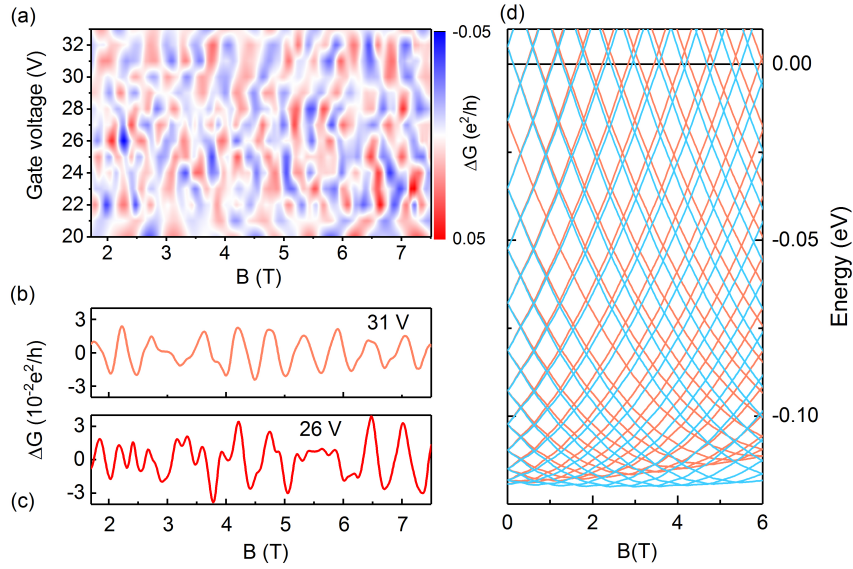 (a)
32
30
28
26
24
22
20
Gate voltage (V)
2 3 4 5 6 7
B (T)
-0.05
ΔG (e²/h)
0.05
(b)
3
0
-3
31 V
ΔG (10⁻²e²/h)
3
0
-3
26 V
(c)
2 3 4 5 6 7
B (T)
(d)
0.00
-0.05
-0.10
Energy (eV)
0 2 4 6
B(T)